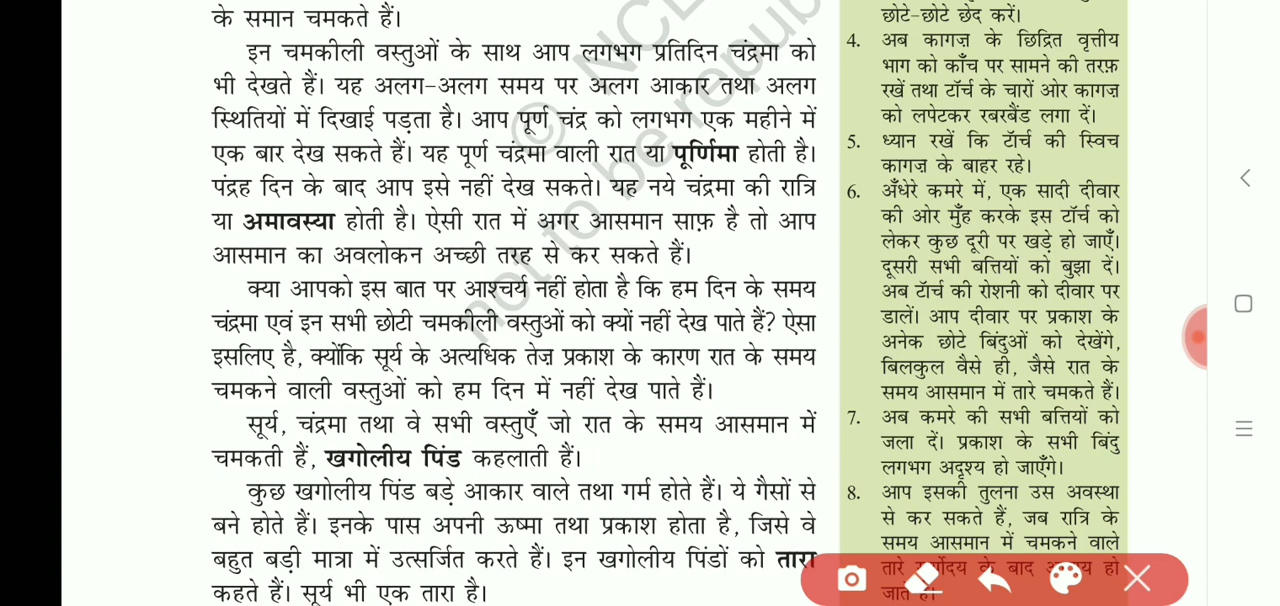 के समान चमकते हैं।
इन चमकीली वस्तुओं के साथ आप लगभग प्रतिदिन चंद्रमा को
भी देखते हैं। यह अलग-अलग समय पर अलग आकार तथा अलग
स्थितियों में दिखाई पड़ता है। आप पूर्ण चंद्र को लगभग एक महीने में
एक बार देख सकते हैं। यह पूर्ण चंद्रमा वाली रात या पूर्णिमा होती है।
पंद्रह दिन के बाद आप इसे नहीं देख सकते। यह नये चंद्रमा की रात्रि
या अमावस्या होती है। ऐसी रात में अगर आसमान साफ़ है तो आप
आसमान का अवलोकन अच्छी तरह से कर सकते हैं।
क्या आपको इस बात पर आश्चर्य नहीं होता है कि हम दिन के समय
चंद्रमा एवं इन सभी छोटी चमकीली वस्तुओं को क्यों नहीं देख पाते हैं? ऐसा
इसलिए है, क्योंकि सूर्य के अत्यधिक तेज़ प्रकाश के कारण रात के समय
चमकने वाली वस्तुओं को हम दिन में नहीं देख पाते हैं।
सूर्य, चंद्रमा तथा वे सभी वस्तुएँ जो रात के समय आसमान में
चमकती हैं, खगोलीय पिंड कहलाती हैं।
कुछ खगोलीय पिंड बड़े आकार वाले तथा गर्म होते हैं। ये गैसों से
बने होते हैं। इनके पास अपनी ऊष्मा तथा प्रकाश होता है, जिसे वे
बहुत बड़ी मात्रा में उत्सर्जित करते हैं। इन खगोलीय पिंडों को तारा
कहते हैं। सूर्य भी एक तारा है।
छोटे-छोटे छेद करें।
4. अब कागज़ के छिद्रित वृत्तीय
भाग को काँच पर सामने की तरफ़
रखें तथा टॉर्च के चारों ओर कागज़
को लपेटकर रबरबैंड लगा दें।
5. ध्यान रखें कि टॉर्च की स्विच
कागज़ के बाहर रहे।
6. अँधेरे कमरे में, एक सादी दीवार
की ओर मुँह करके इस टॉर्च को
लेकर कुछ दूरी पर खड़े हो जाएँ।
दूसरी सभी बत्तियों को बुझा दें।
अब टॉर्च की रोशनी को दीवार पर
डालें। आप दीवार पर प्रकाश के
अनेक छोटे बिंदुओं को देखेंगे,
बिलकुल वैसे ही, जैसे रात के
समय आसमान में तारे चमकते हैं।
7. अब कमरे की सभी बत्तियों को
जला दें। प्रकाश के सभी बिंदु
लगभग अदृश्य हो जाएँगे।
8. आप इसकी तुलना उस अवस्था
से कर सकते हैं, जब रात्रि के
समय आसमान में चमकने वाले
तारे के बाद हो
जाते हैं।
© NC
not to be repub